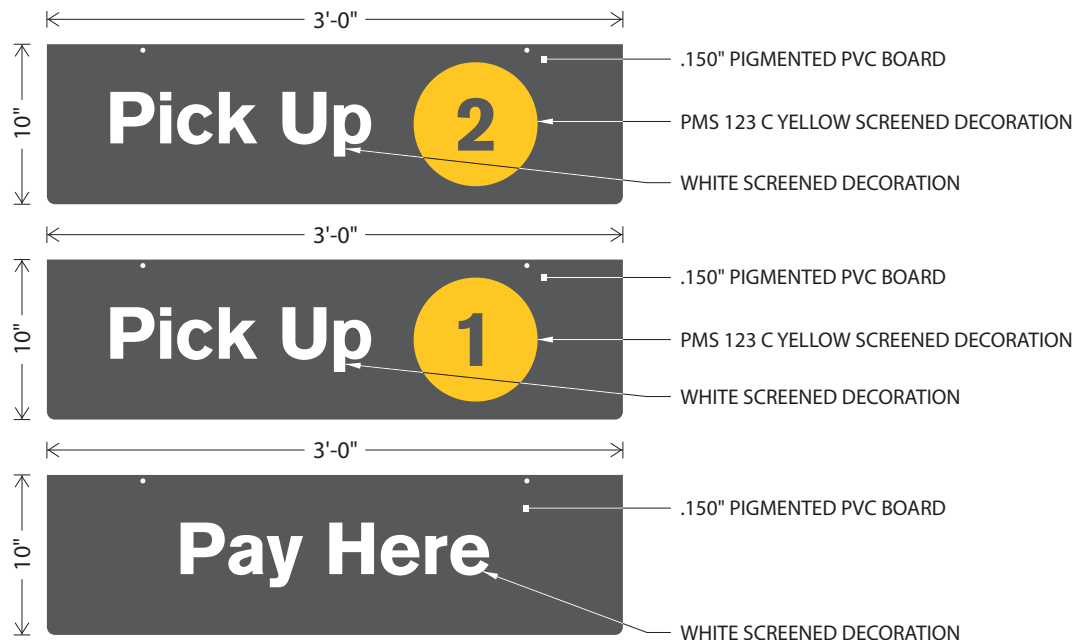 3'-0"
10"
Pick Up 2
.150" PIGMENTED PVC BOARD
PMS 123 C YELLOW SCREENED DECORATION
WHITE SCREENED DECORATION
3'-0"
10"
Pick Up 1
.150" PIGMENTED PVC BOARD
PMS 123 C YELLOW SCREENED DECORATION
WHITE SCREENED DECORATION
3'-0"
10"
Pay Here
.150" PIGMENTED PVC BOARD
WHITE SCREENED DECORATION